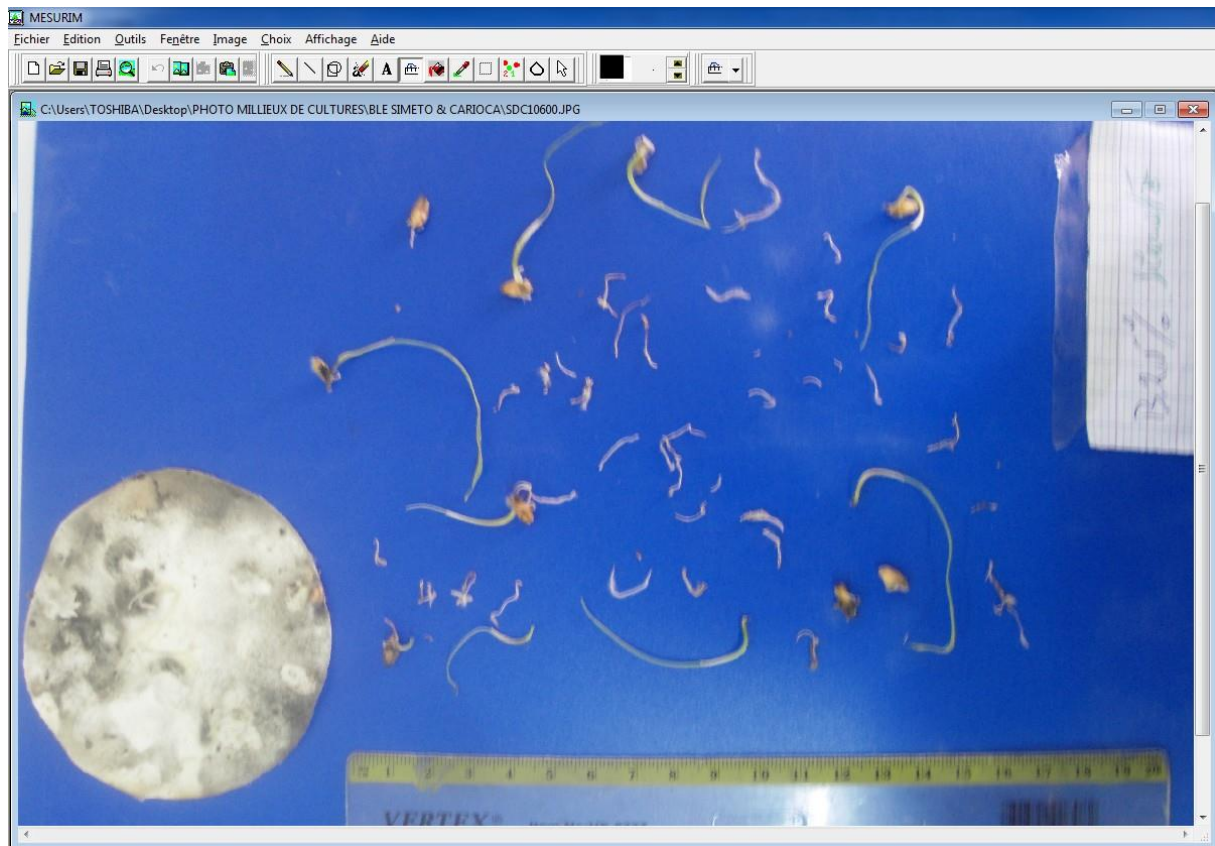 MESURIM
Fichier Edition Outils Fenêtre Image Choix Affichage Aide
A
C:\Users\TOSHIBA\Desktop\PHOTO MILLIEUX DE CULTURES\BLE SIMETO & CARIOCA\SDC10600.JPG
1 2 3 4 5 6 7 8 9 10 11 12 13 14 15 16 17 18 19 20
VERTEX